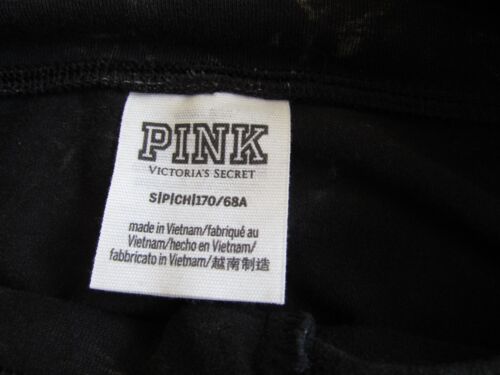 PINK
VICTORIA'S SECRET
S|P|CH|170/68A
made in Vietnam/fabriqué au
Vietnam/hecho en Vietnam/
fabbricato in Vietnam/越南制造